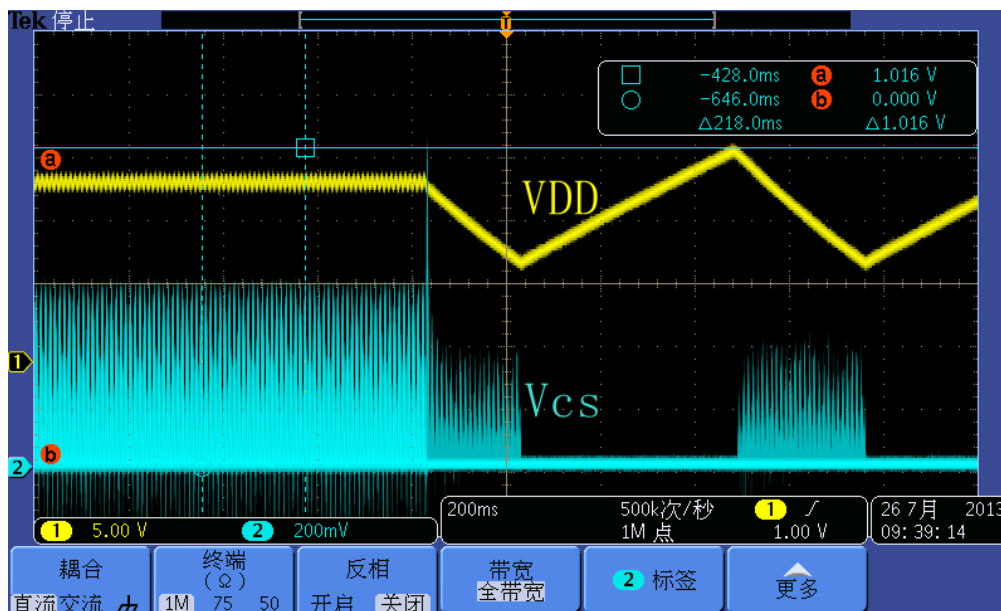 Tek 停止
T
□ -428.0ms a 1.016 V
○ -646.0ms b 0.000 V
△218.0ms △1.016 V
a
VDD
1
Vcs
b
2
1 5.00 V 2 200mV
200ms 500k次/秒 1 ∕ 
1M 点 1.00 V
26 7月 2013
09:39:14
耦合
直流 交流
终端
(Ω)
1M 75 50
反相
开启 关闭
带宽
全带宽
2 标签
更多